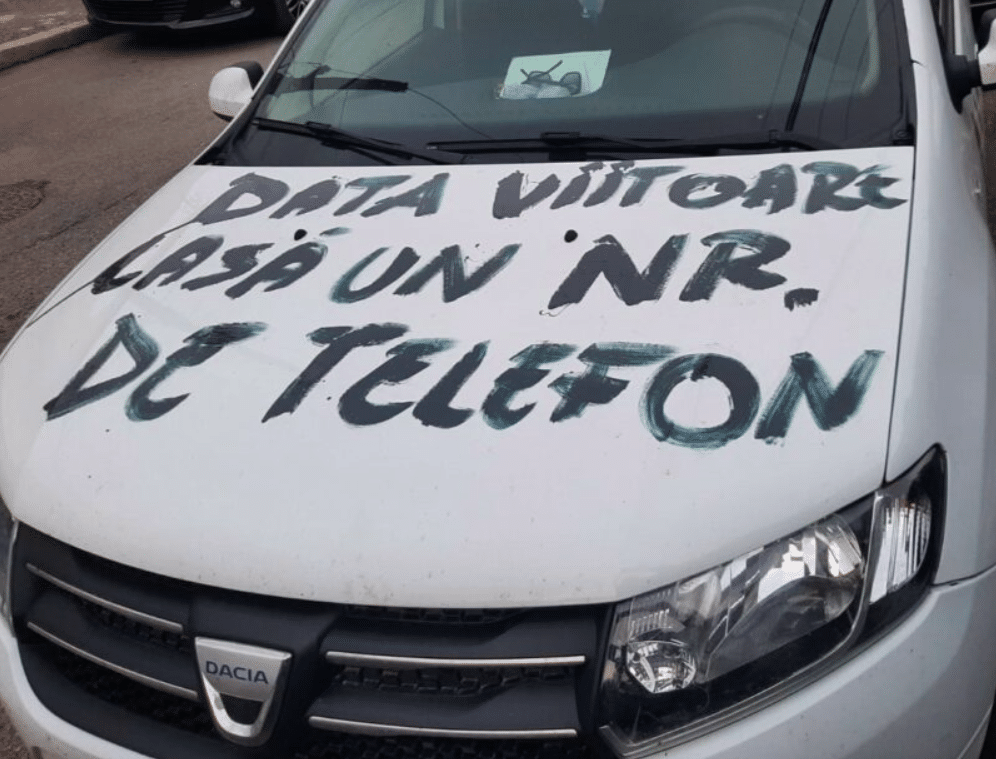 DATA VIITOARE
LASĂ UN NR.
DE TELEFON
DACIA